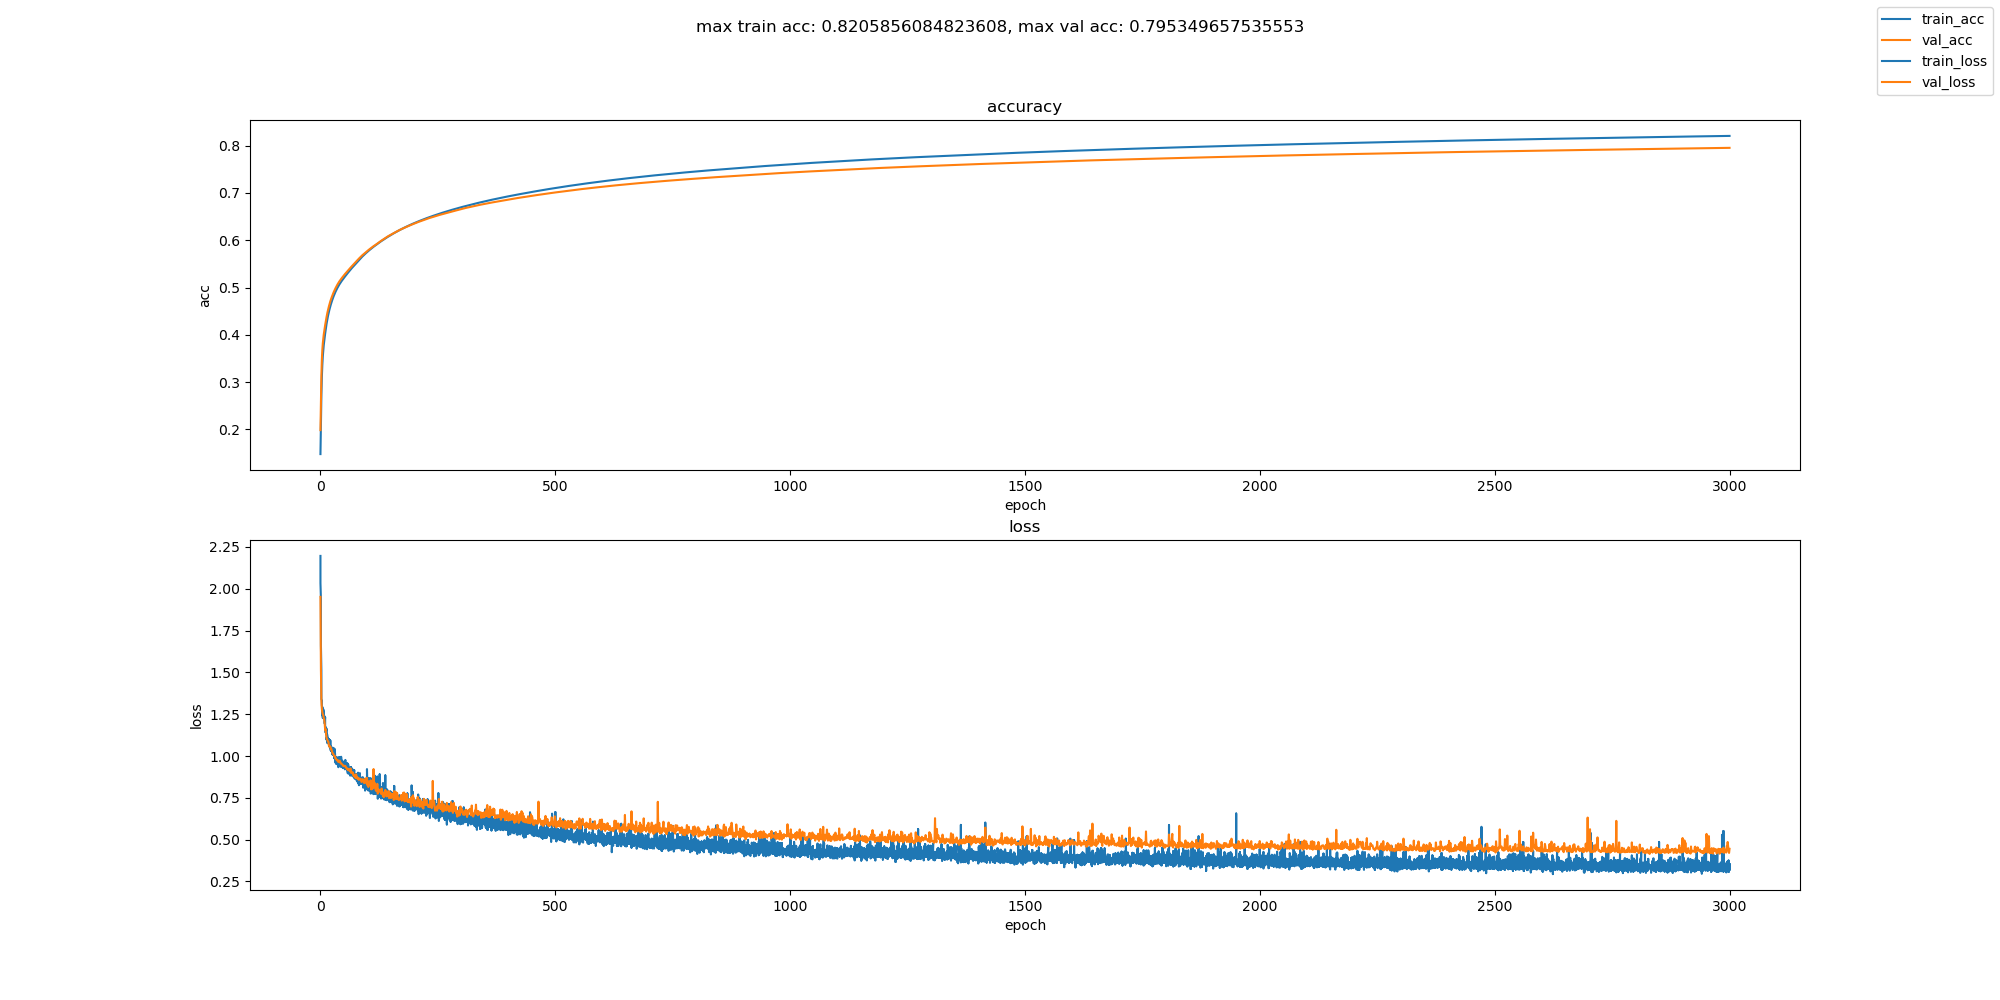 max train acc: 0.8205856084823608, max val acc: 0.795349657535553
train_acc
val_acc
train_loss
val_loss
accuracy
acc
0.8
0.7
0.6
0.5
0.4
0.3
0.2
0 500 1000 1500 2000 2500 3000
epoch
loss
loss
2.25
2.00
1.75
1.50
1.25
1.00
0.75
0.50
0.25
0 500 1000 1500 2000 2500 3000
epoch